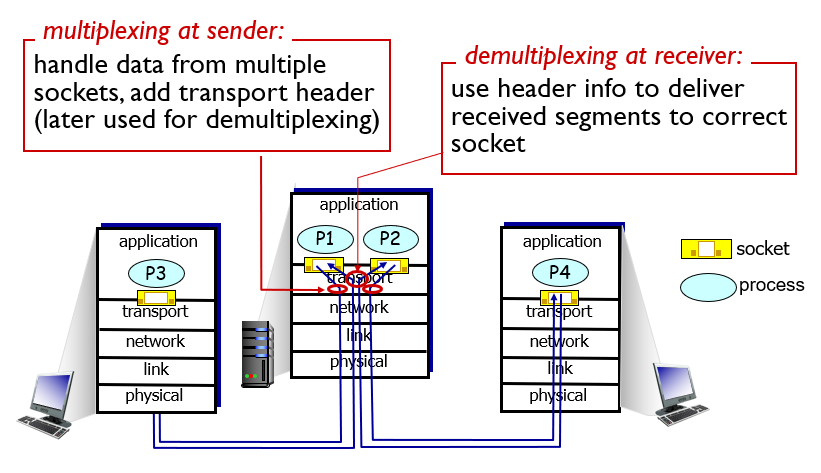 multiplexing at sender:
handle data from multiple
sockets, add transport header
(later used for demultiplexing)
demultiplexing at receiver:
use header info to deliver
received segments to correct
socket
application
P3
transport
network
link
physical
application
P1
P2
transport
network
link
physical
application
P4
transport
network
link
physical
socket
process